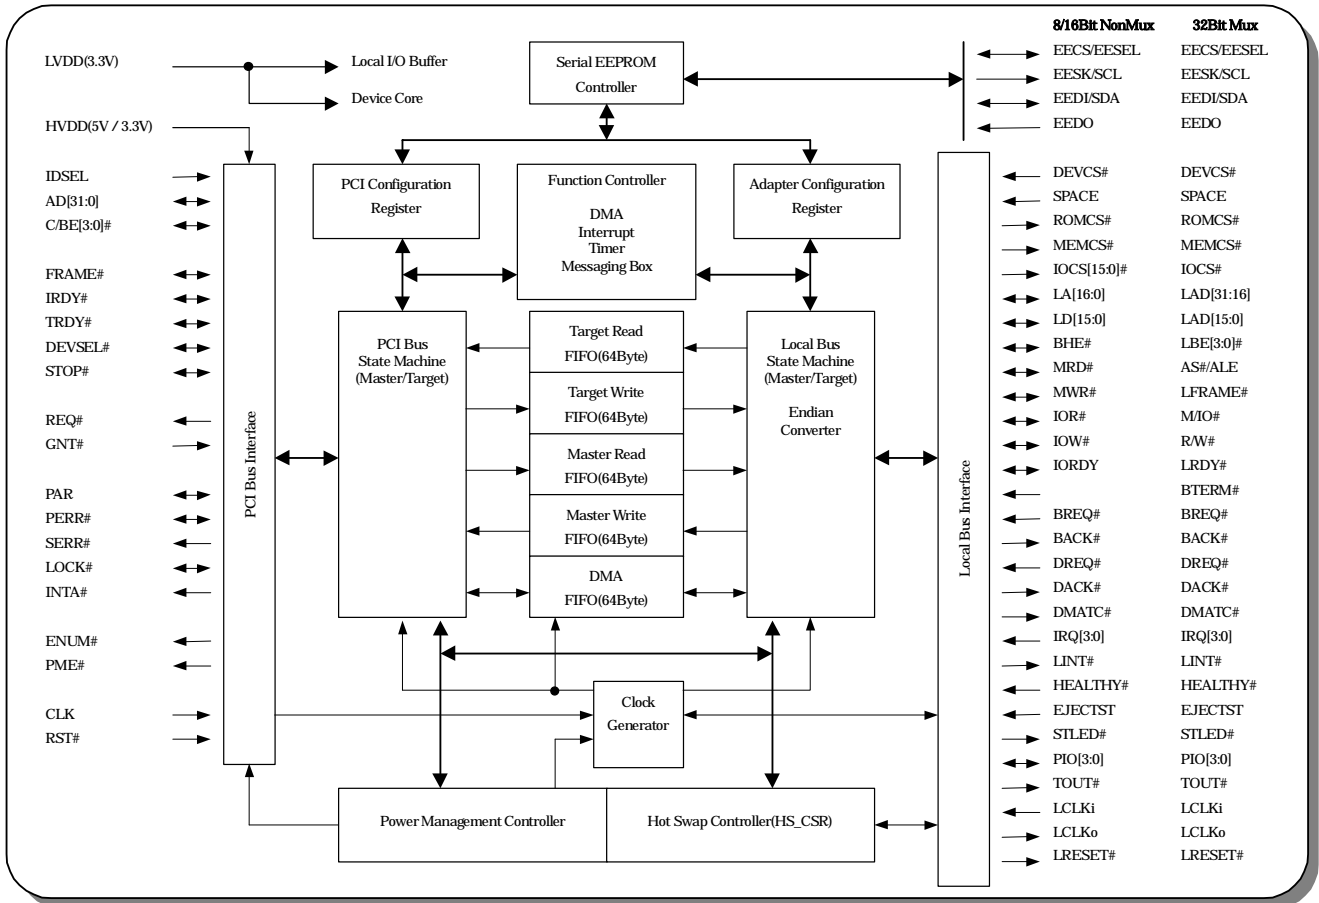 8/16Bit NonMux 32Bit Mux
LVDD(3.3V)
Local I/O Buffer
Device Core
HVDD(5V / 3.3V)
IDSEL
AD[31:0]
C/BE[3:0]#
FRAME#
IRDY#
TRDY#
DEVSEL#
STOP#
REQ#
GNT#
PAR
PERR#
SERR#
LOCK#
INTA#
ENUM#
PME#
CLK
RST#
PCI Bus Interface
Serial EEPROM
Controller
PCI Configuration
Register
Function Controller
DMA
Interrupt
Timer
Messaging Box
Adapter Configuration
Register
PCI Bus
State Machine
(Master/Target)
Target Read
FIFO(64Byte)
Target Write
FIFO(64Byte)
Master Read
FIFO(64Byte)
Master Write
FIFO(64Byte)
DMA
FIFO(64Byte)
Local Bus
State Machine
(Master/Target)
Endian
Converter
Clock
Generator
Power Management Controller
Hot Swap Controller(HS_CSR)
Local Bus Interface
EECS/EESEL EECS/EESEL
EESK/SCL EESK/SCL
EEDI/SDA EEDI/SDA
EEDO EEDO
DEVCS# DEVCS#
SPACE SPACE
ROMCS# ROMCS#
MEMCS# MEMCS#
IOCS[15:0]# IOCS#
LA[16:0] LAD[31:16]
LD[15:0] LAD[15:0]
BHE# LBE[3:0]#
MRD# AS#/ALE
MWR# LFRAME#
IOR# M/IO#
IOW# R/W#
IORDY LRDY#
BTERM#
BREQ# BREQ#
BACK# BACK#
DREQ# DREQ#
DACK# DACK#
DMATC# DMATC#
IRQ[3:0] IRQ[3:0]
LINT# LINT#
HEALTHY# HEALTHY#
EJECTST EJECTST
STLED# STLED#
PIO[3:0] PIO[3:0]
TOUT# TOUT#
LCLKi LCLKi
LCLKo LCLKo
LRESET# LRESET#